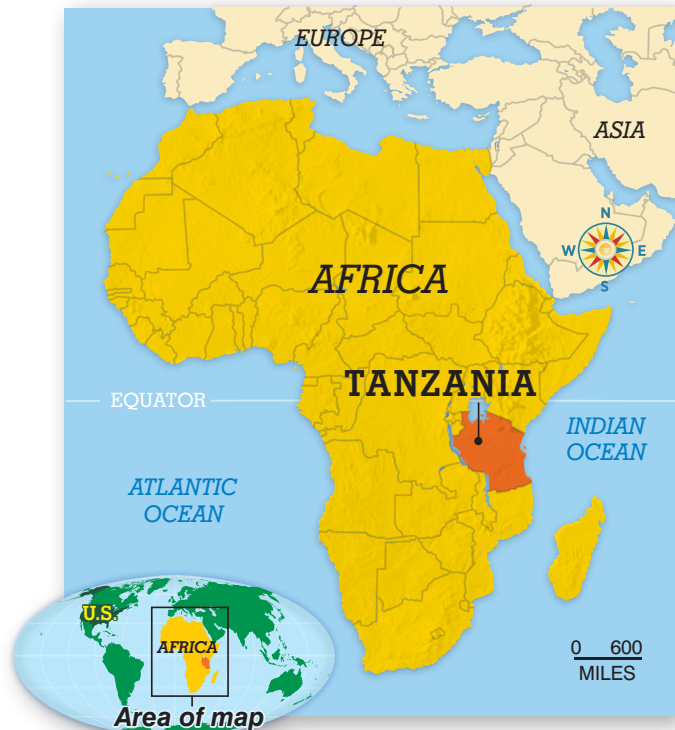 EUROPE
ASIA
N
W E
S
AFRICA
TANZANIA
EQUATOR
INDIAN
OCEAN
ATLANTIC
OCEAN
U.S.
AFRICA
0 600
MILES
Area of map